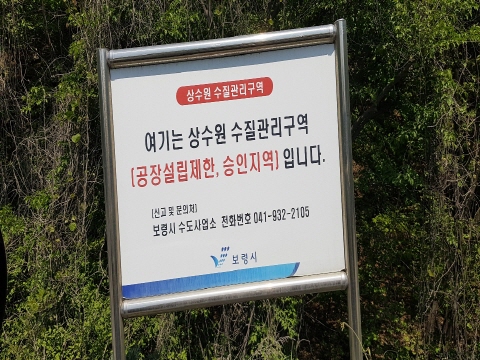 상수원 수질관리구역
여기는 상수원 수질관리구역
(공장설립제한, 승인지역) 입니다.
(신고 및 문의처)
보령시 수도사업소 전화번호 041-932-2105
보령시